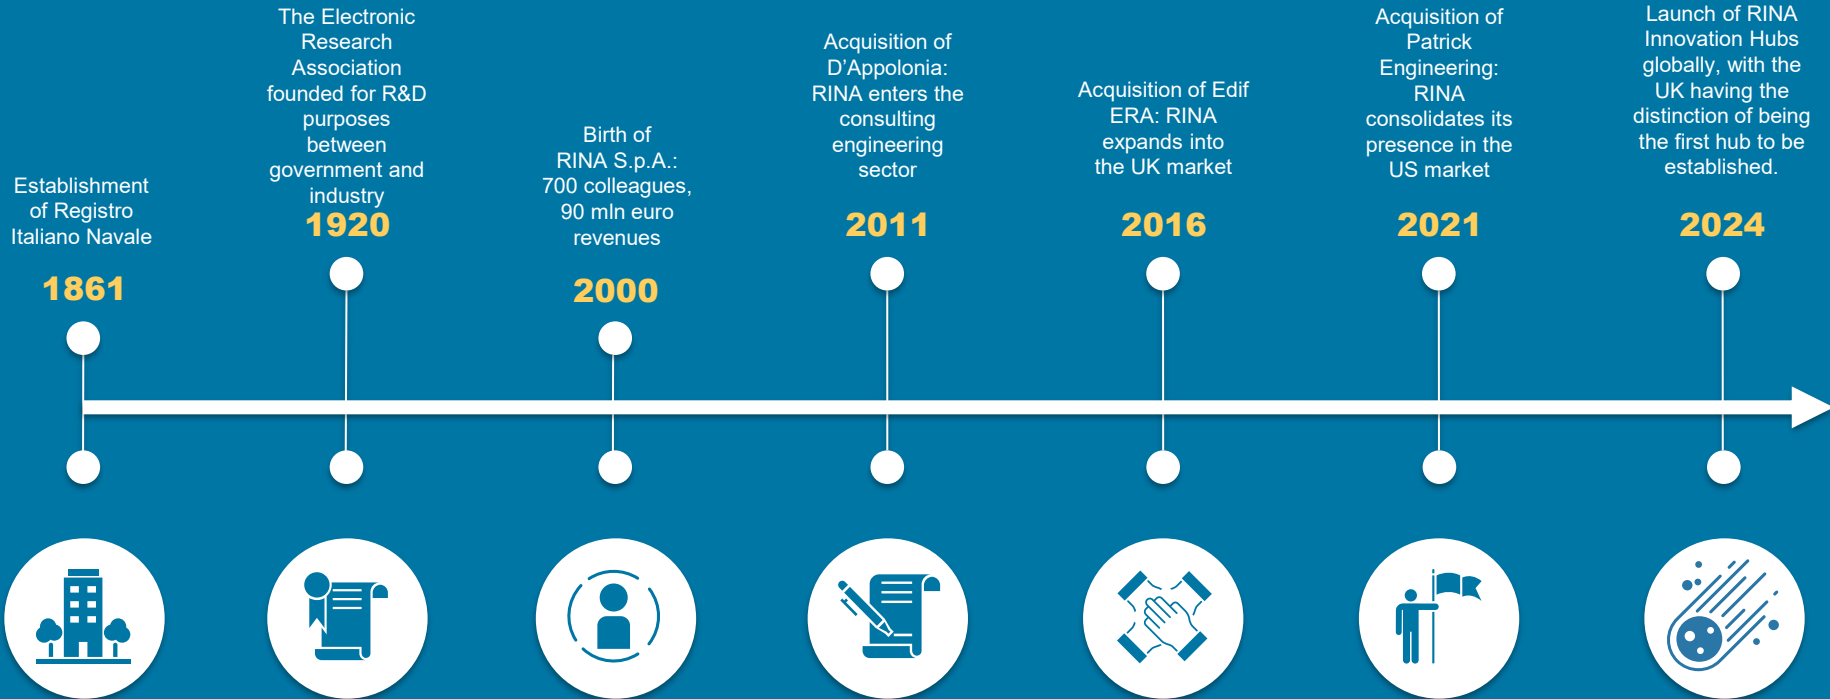 Establishment
of Registro
Italiano Navale
1861
The Electronic
Research
Association
founded for R&D
purposes
between
government and
industry
1920
Birth of
RINA S.p.A.:
700 colleagues,
90 mln euro
revenues
2000
Acquisition of
D’Appolonia:
RINA enters the
consulting
engineering
sector
2011
Acquisition of Edif
ERA: RINA
expands into
the UK market
2016
Acquisition of
Patrick
Engineering:
RINA
consolidates its
presence in the
US market
2021
Launch of RINA
Innovation Hubs
globally, with the
UK having the
distinction of being
the first hub to be
established.
2024